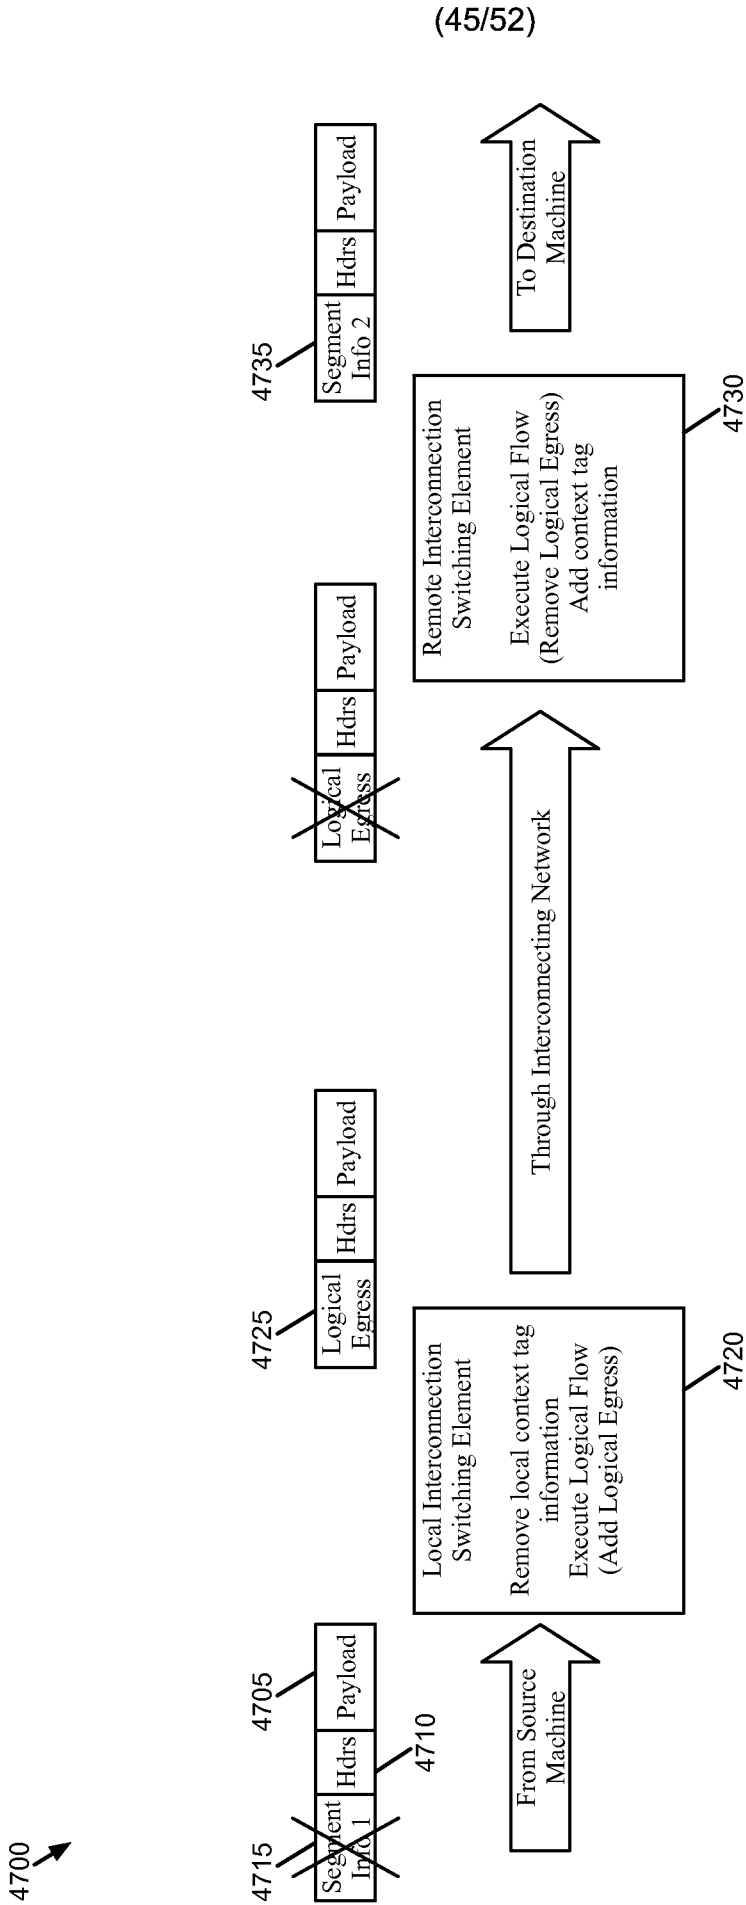 (45/52)
4700
4715
Segment
Info 1
Hdrs
Payload
4705
4710
4725
Logical
Egress
Hdrs
Payload
Logical
Egress
Hdrs
Payload
4735
Segment
Info 2
Hdrs
Payload
From Source
Machine
Local Interconnection
Switching Element
Remove local context tag
information
Execute Logical Flow
(Add Logical Egress)
4720
Through Interconnecting Network
Remote Interconnection
Switching Element
Execute Logical Flow
(Remove Logical Egress)
Add context tag
information
4730
To Destination
Machine